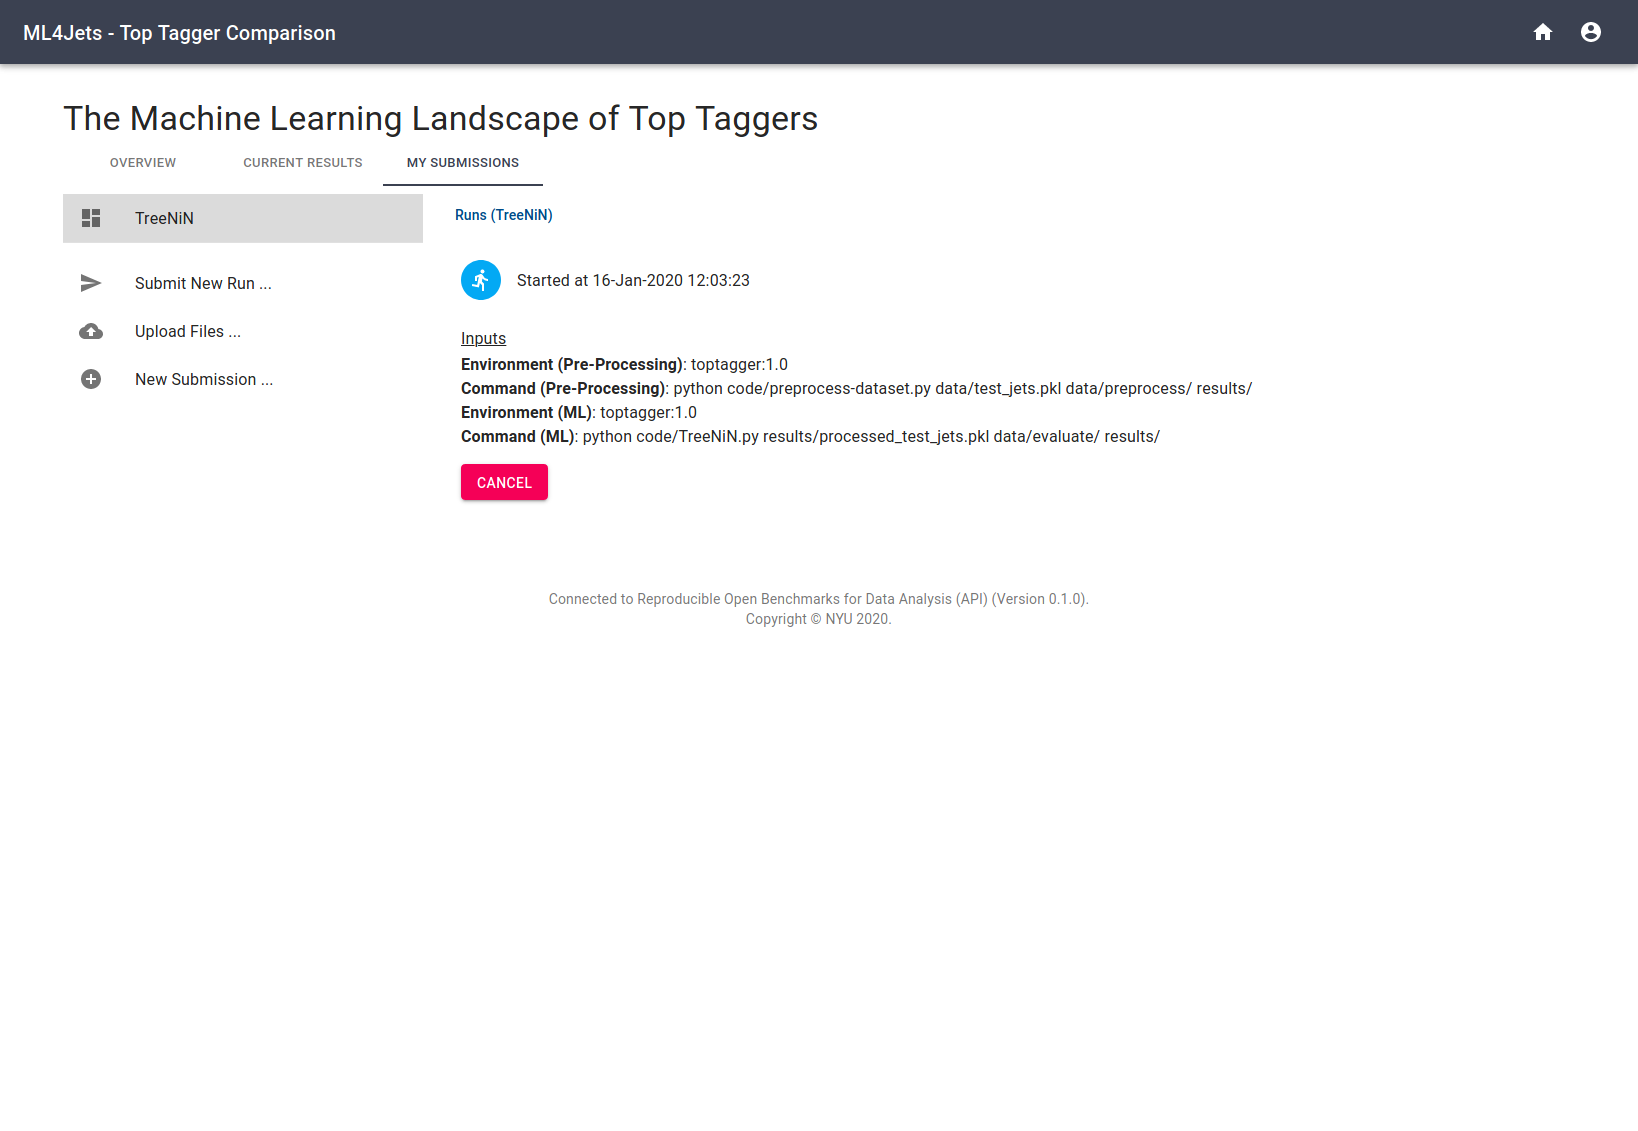 ML4Jets - Top Tagger Comparison
The Machine Learning Landscape of Top Taggers
OVERVIEW CURRENT RESULTS MY SUBMISSIONS
TreeNiN
Submit New Run ...
Upload Files ...
New Submission ...
Runs (TreeNiN)
Started at 16-Jan-2020 12:03:23
Inputs
Environment (Pre-Processing): toptagger:1.0
Command (Pre-Processing): python code/preprocess-dataset.py data/test_jets.pkl data/preprocess/ results/
Environment (ML): toptagger:1.0
Command (ML): python code/TreeNiN.py results/processed_test_jets.pkl data/evaluate/ results/
CANCEL
Connected to Reproducible Open Benchmarks for Data Analysis (API) (Version 0.1.0).
Copyright © NYU 2020.